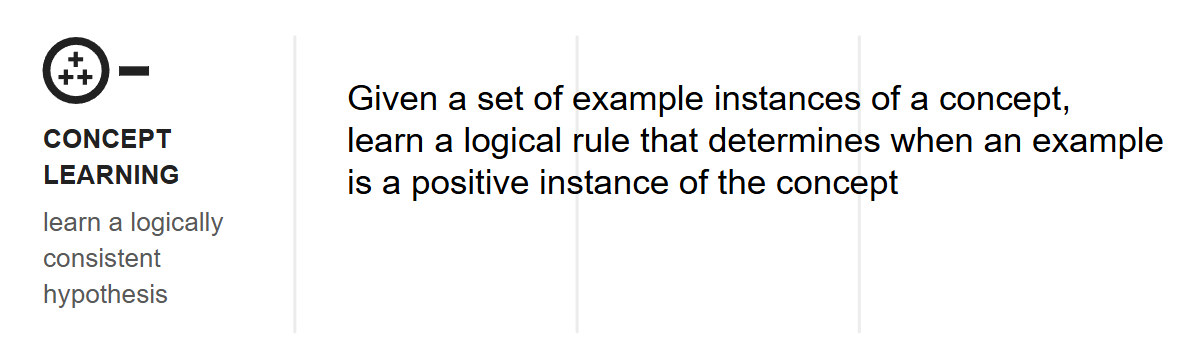 CONCEPT
LEARNING
learn a logically
consistent
hypothesis
Given a set of example instances of a concept,
learn a logical rule that determines when an example
is a positive instance of the concept